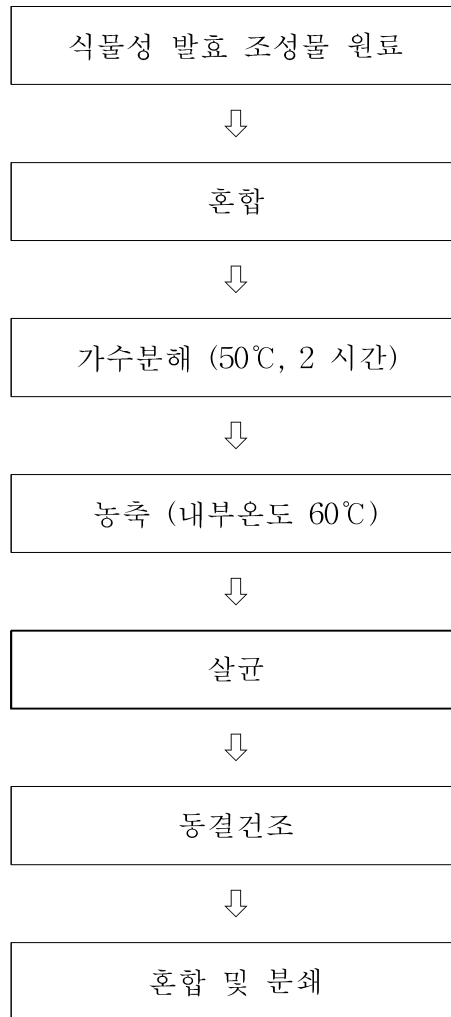 식물성 발효 조성물 원료
⇩
혼합
⇩
가수분해 (50℃, 2 시간)
⇩
농축 (내부온도 60℃)
⇩
살균
⇩
동결건조
⇩
혼합 및 분쇄